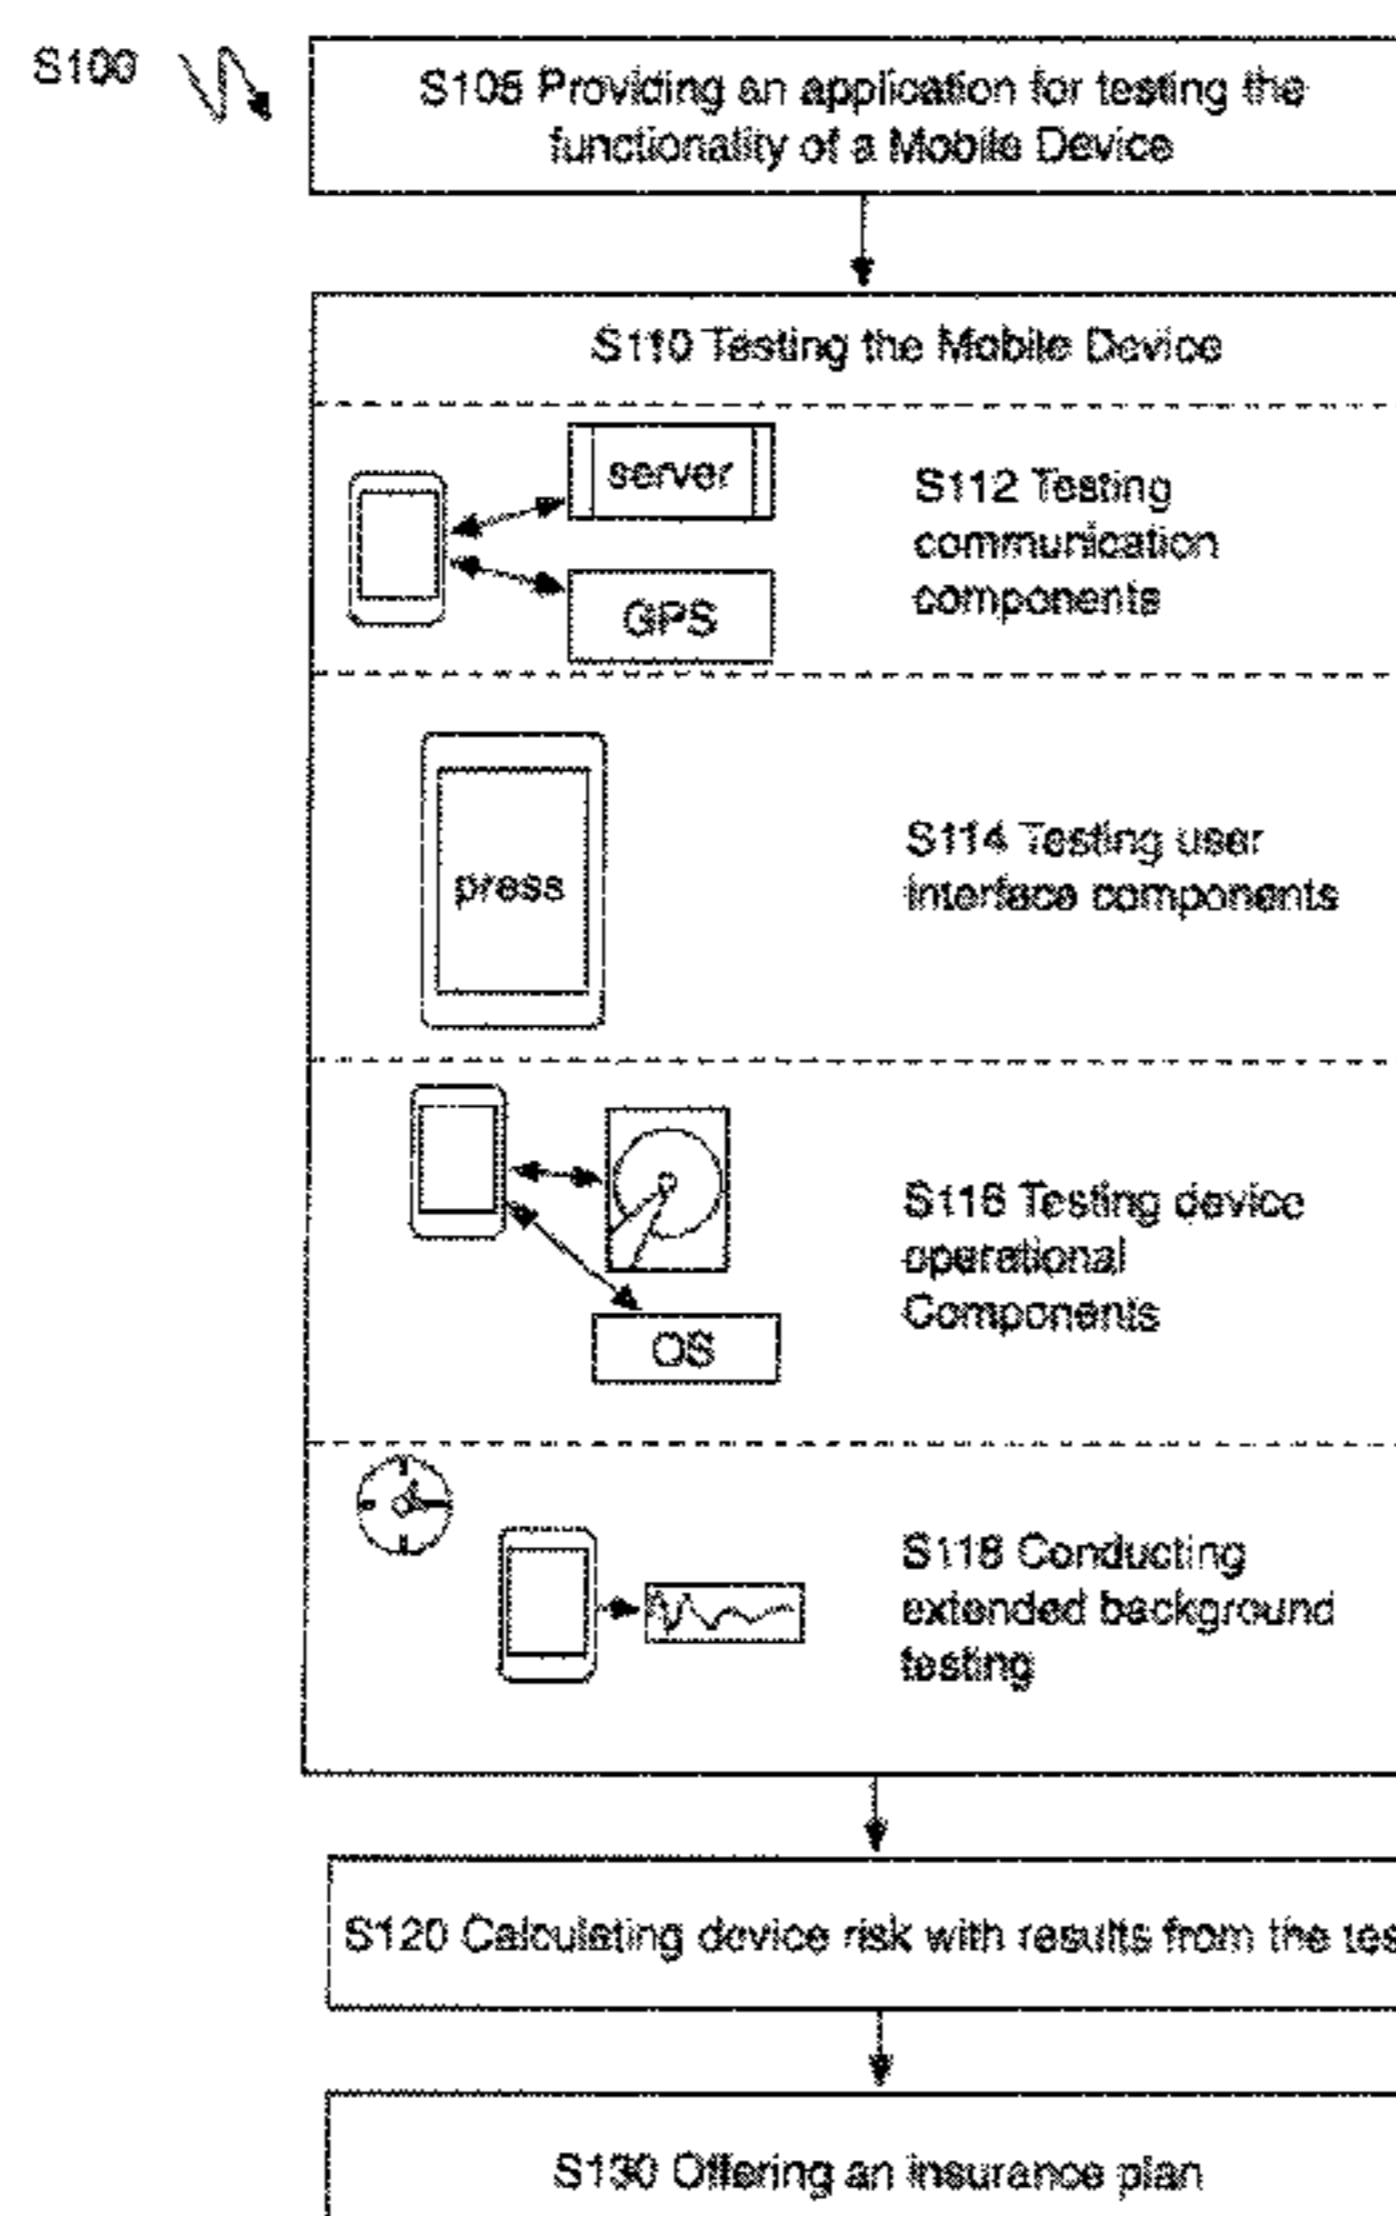 S100
S105 Providing an application for testing the
functionality of a Mobile Device
S110 Testing the Mobile Device
server
GPS
S112 Testing
communication
components
press
S114 Testing user
interface components
OS
S116 Testing device
operational
Components
S118 Conducting
extended background
testing
S120 Calculating device risk with results from the tes
S130 Offering an insurance plan